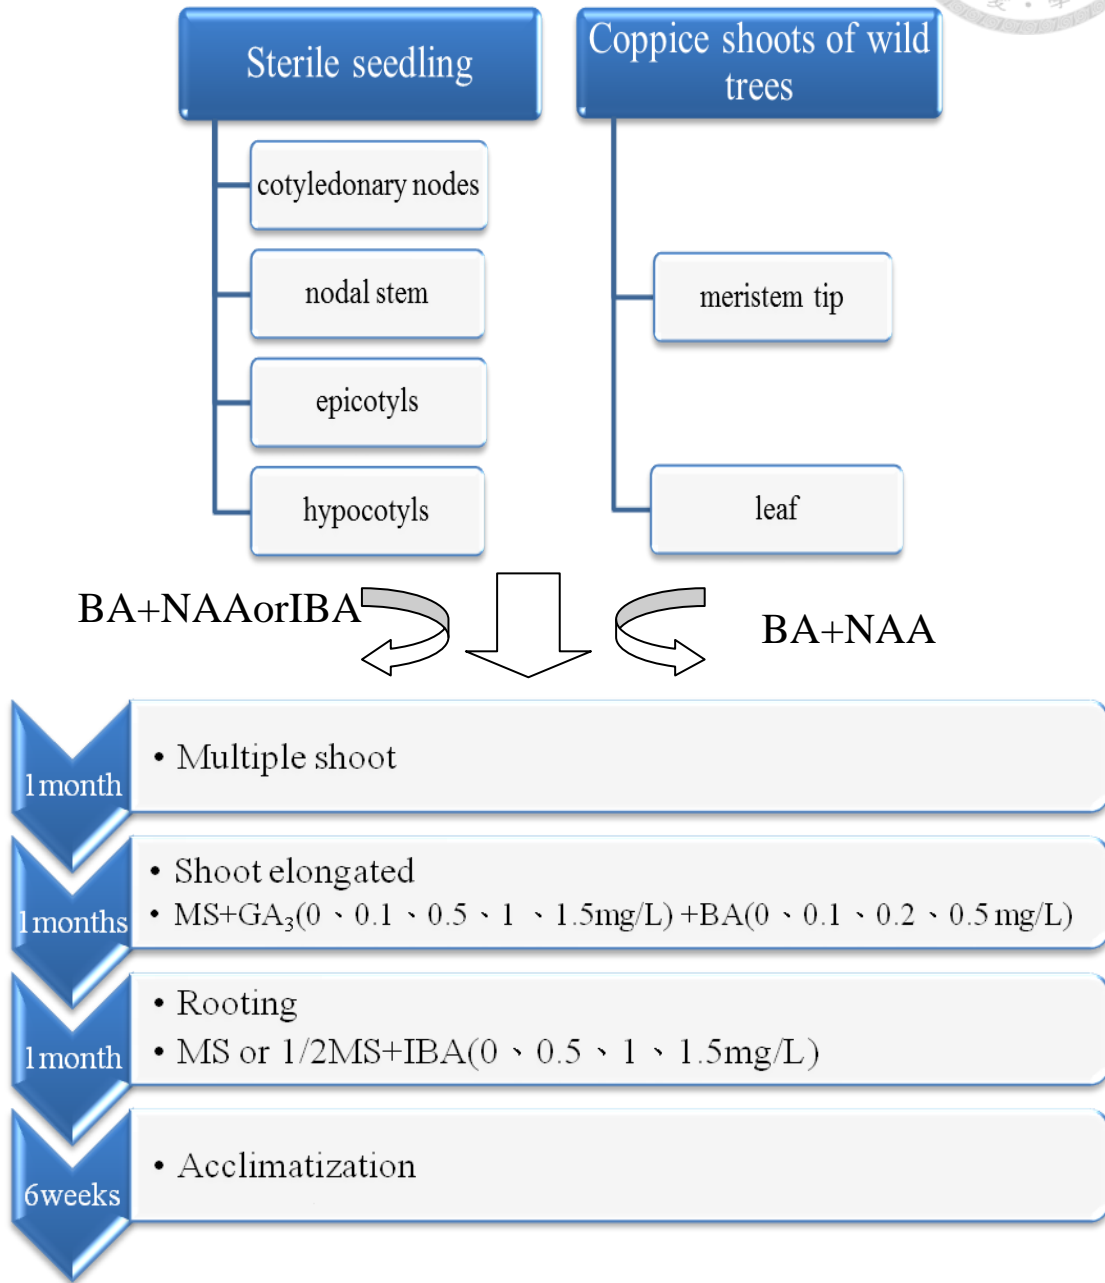 愛 · 學
Sterile seedling
cotyledonary nodes
nodal stem
epicotyls
hypocotyls
Coppice shoots of wild
trees
meristem tip
leaf
BA+NAAorIBA
BA+NAA
1month
• Multiple shoot
1months
• Shoot elongated
• MS+GA₃(0、0.1、0.5、1、1.5mg/L) +BA(0、0.1、0.2、0.5 mg/L)
1month
• Rooting
• MS or 1/2MS+IBA(0、0.5、1、1.5mg/L)
6weeks
• Acclimatization